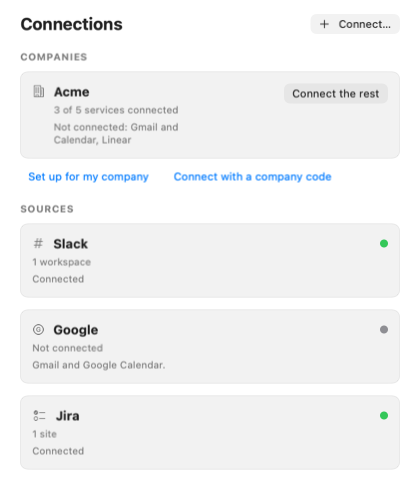 Connections
+ Connect...
COMPANIES
Acme
Connect the rest
3 of 5 services connected
Not connected: Gmail and
Calendar, Linear
Set up for my company
Connect with a company code
SOURCES
# Slack
1 workspace
Connected
Google
Not connected
Gmail and Google Calendar.
Jira
1 site
Connected